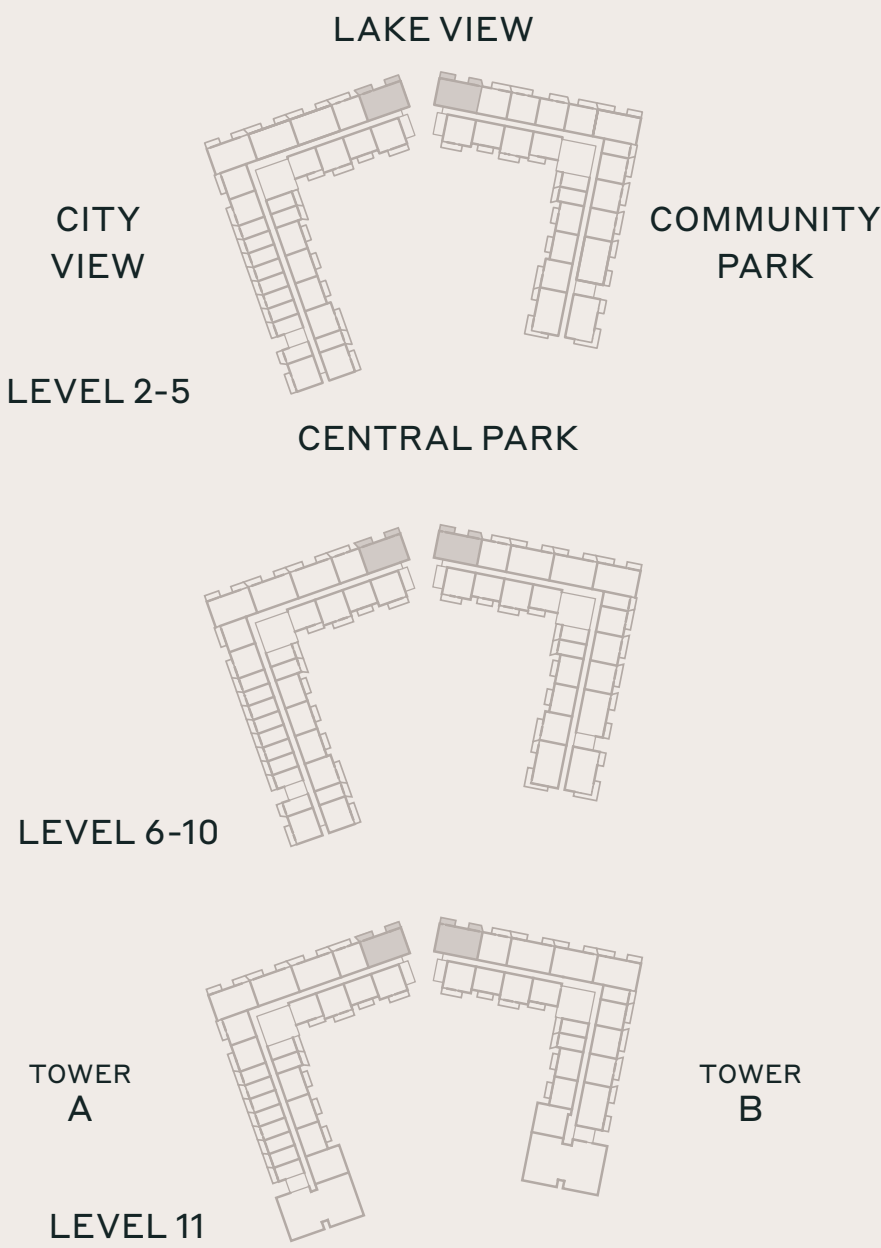 LAKE VIEW
CITY
VIEW
COMMUNITY
PARK
LEVEL 2-5
CENTRAL PARK
LEVEL 6-10
TOWER
A
TOWER
B
LEVEL 11